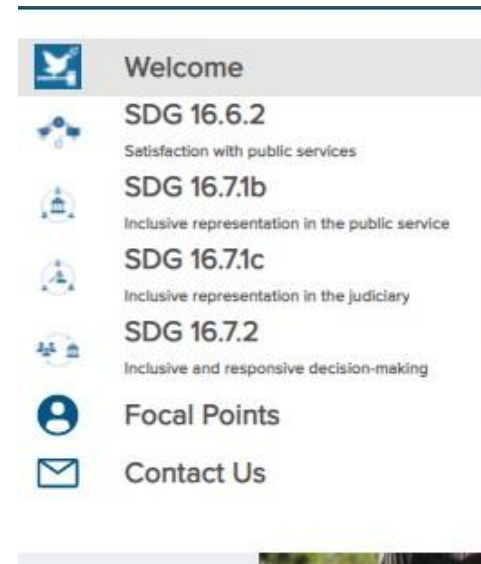 Welcome
SDG 16.6.2
Satisfaction with public services
SDG 16.7.1b
Inclusive representation in the public service
SDG 16.7.1c
Inclusive representation in the judiciary
SDG 16.7.2
Inclusive and responsive decision-making
Focal Points
Contact Us